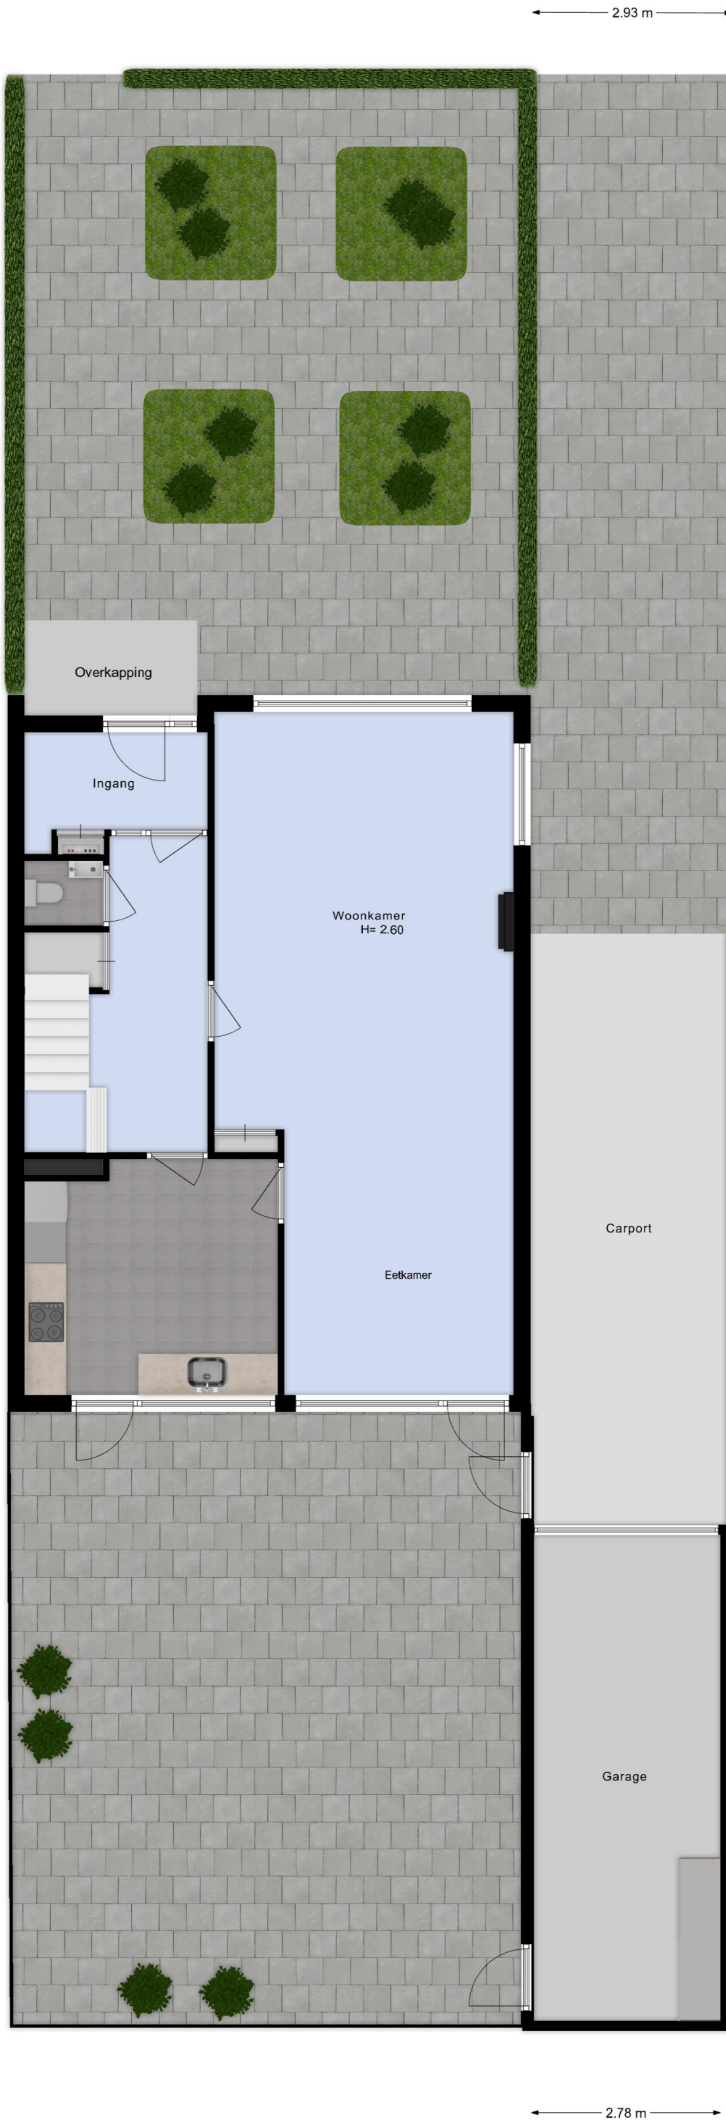 2.93 m
Overkapping
Ingang
Woonkamer
H= 2.60
Carport
Eetkamer
Garage
2.78 m